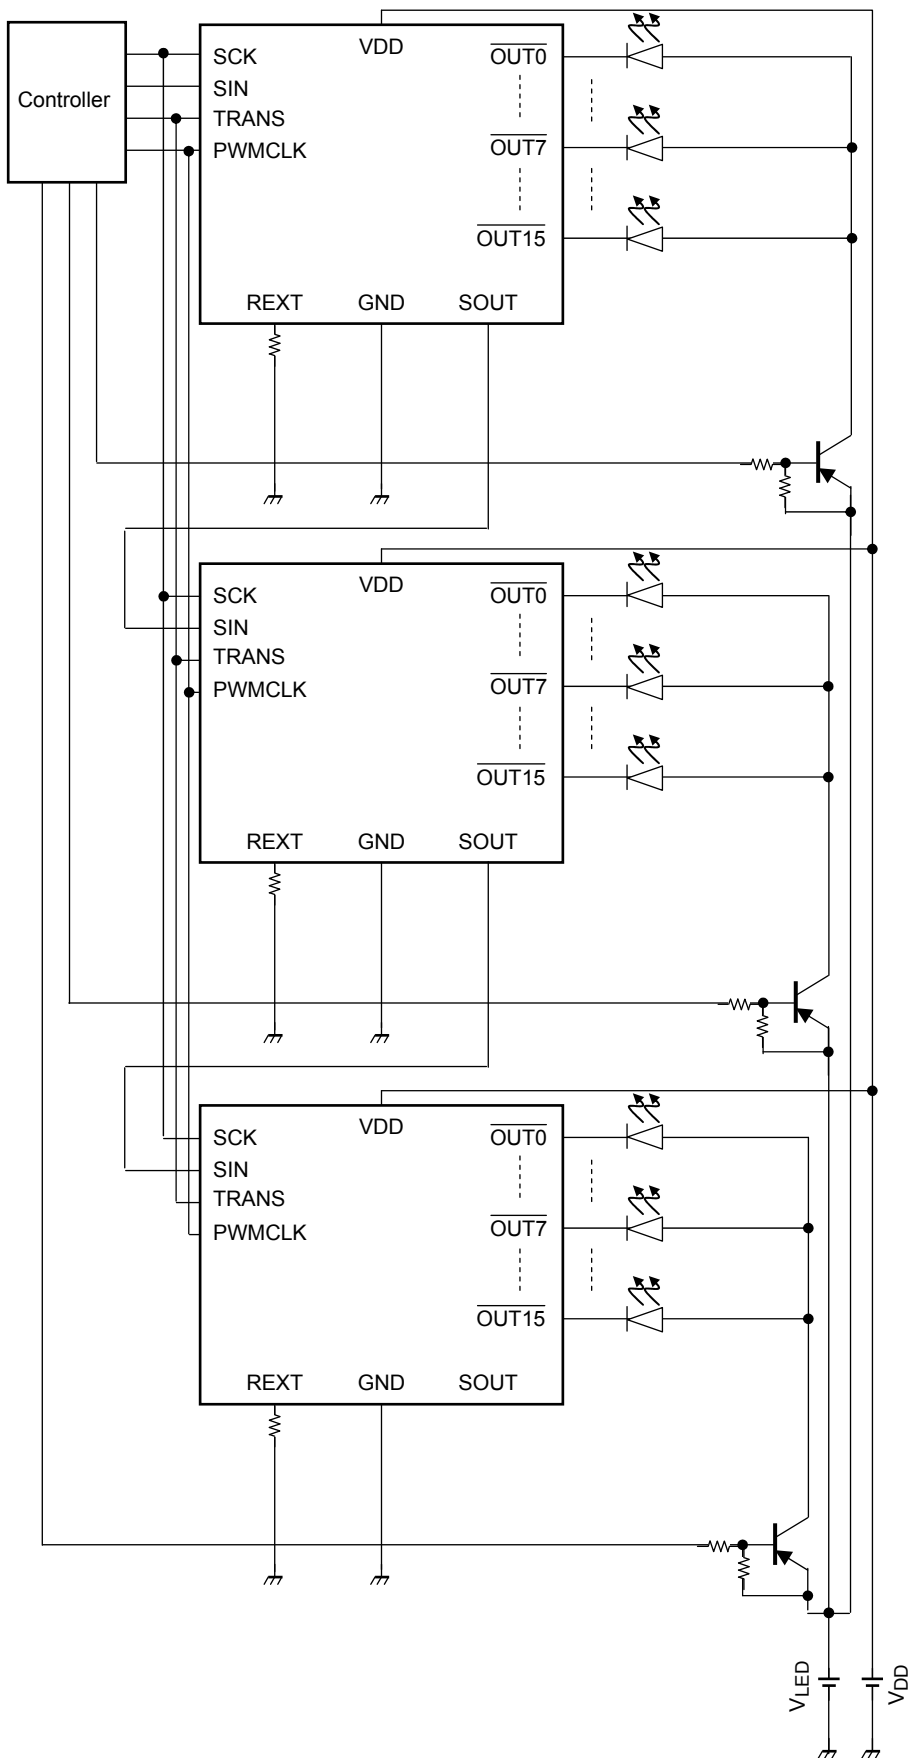 Controller
VDD
SCK
SIN
TRANS
PWMCLK
OUT0
OUT7
OUT15
REXT
GND
SOUT
VDD
SCK
SIN
TRANS
PWMCLK
OUT0
OUT7
OUT15
REXT
GND
SOUT
VDD
SCK
SIN
TRANS
PWMCLK
OUT0
OUT7
OUT15
REXT
GND
SOUT
VLED
VDD